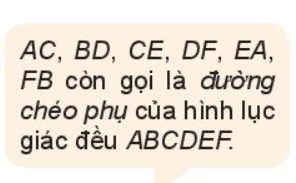 AC, BD, CE, DF, EA,
FB còn gọi là đường
chéo phụ của hình lục
giác đều ABCDEF.